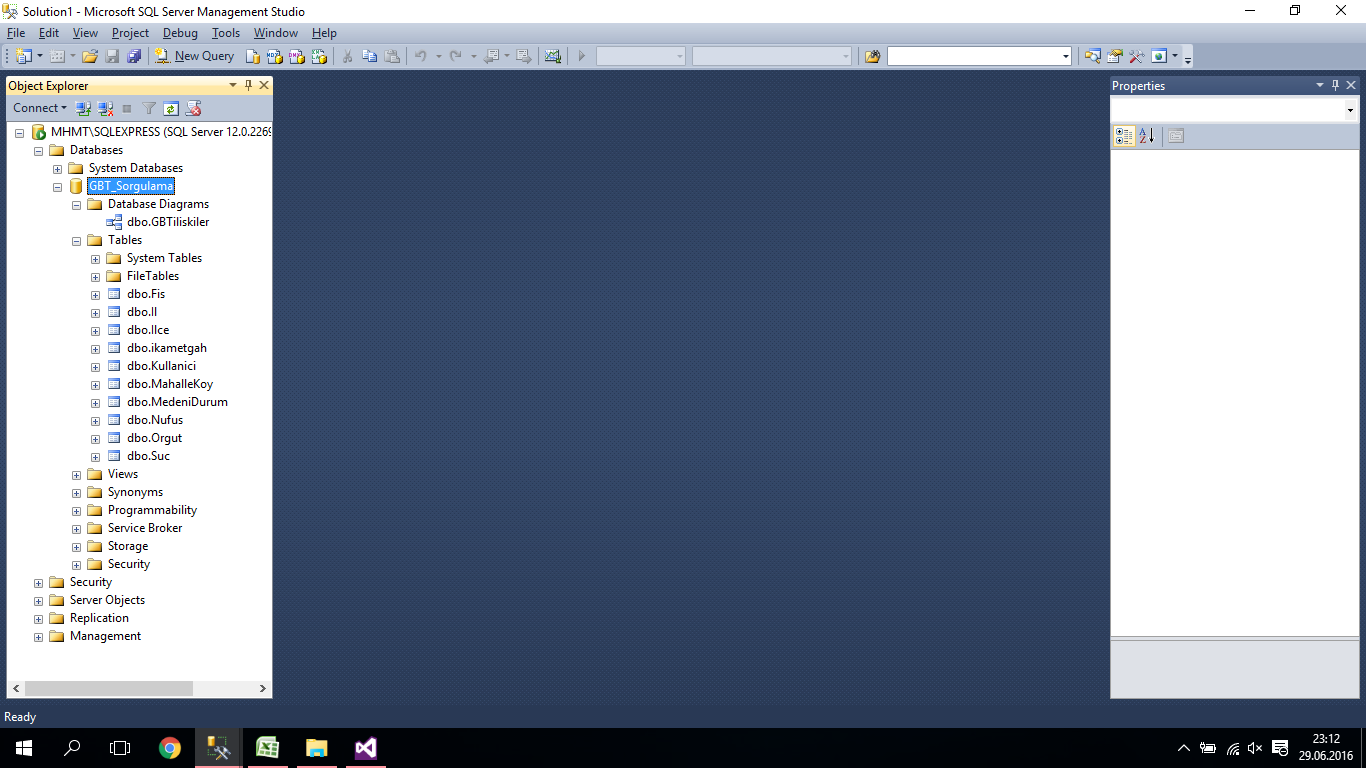 Solution1 - Microsoft SQL Server Management Studio
File Edit View Project Debug Tools Window Help
New Query
Object Explorer
Connect
MHMT\SQLEXPRESS (SQL Server 12.0.2269
Databases
System Databases
GBT_Sorgulama
Database Diagrams
dbo.GBTiliskiler
Tables
System Tables
FileTables
dbo.Fis
dbo.Il
dbo.Ilce
dbo.ikametgah
dbo.Kullanici
dbo.MahalleKoy
dbo.MedeniDurum
dbo.Nufus
dbo.Orgut
dbo.Suc
Views
Synonyms
Programmability
Service Broker
Storage
Security
Security
Server Objects
Replication
Management
Properties
Ready
23:12
29.06.2016